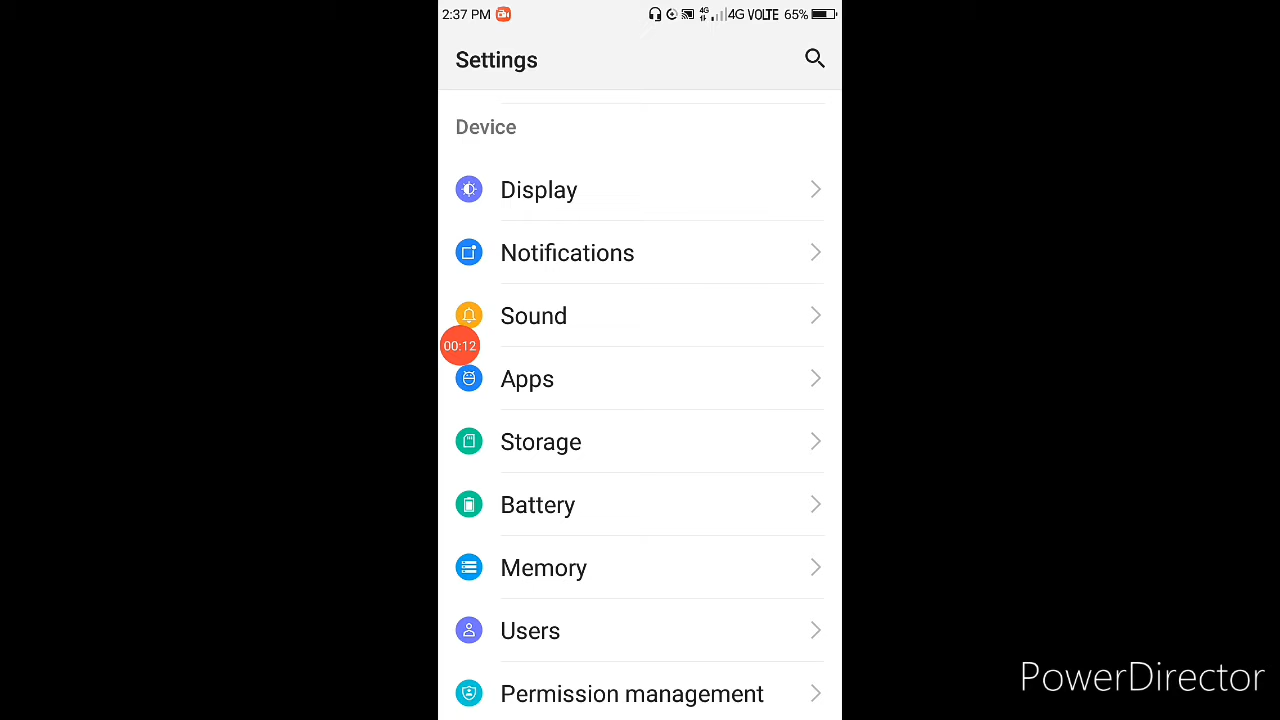 2:37 PM 4G 4G VOLTE 65%
Settings
Device
Display
Notifications
Sound
00:12
Apps
Storage
Battery
Memory
Users
Permission management
PowerDirector